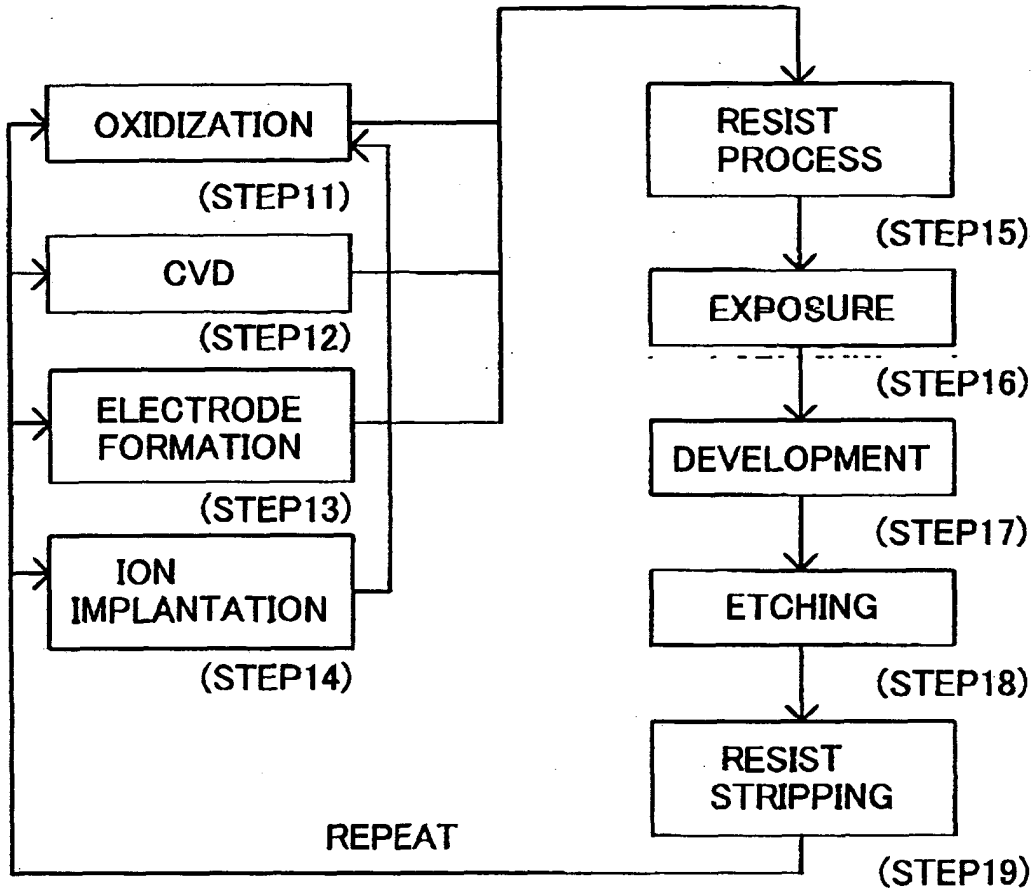 OXIDIZATION
(STEP11)
CVD
(STEP12)
ELECTRODE
FORMATION
(STEP13)
ION
IMPLANTATION
(STEP14)
RESIST
PROCESS
(STEP15)
EXPOSURE
(STEP16)
DEVELOPMENT
(STEP17)
ETCHING
(STEP18)
RESIST
STRIPPING
(STEP19)
REPEAT